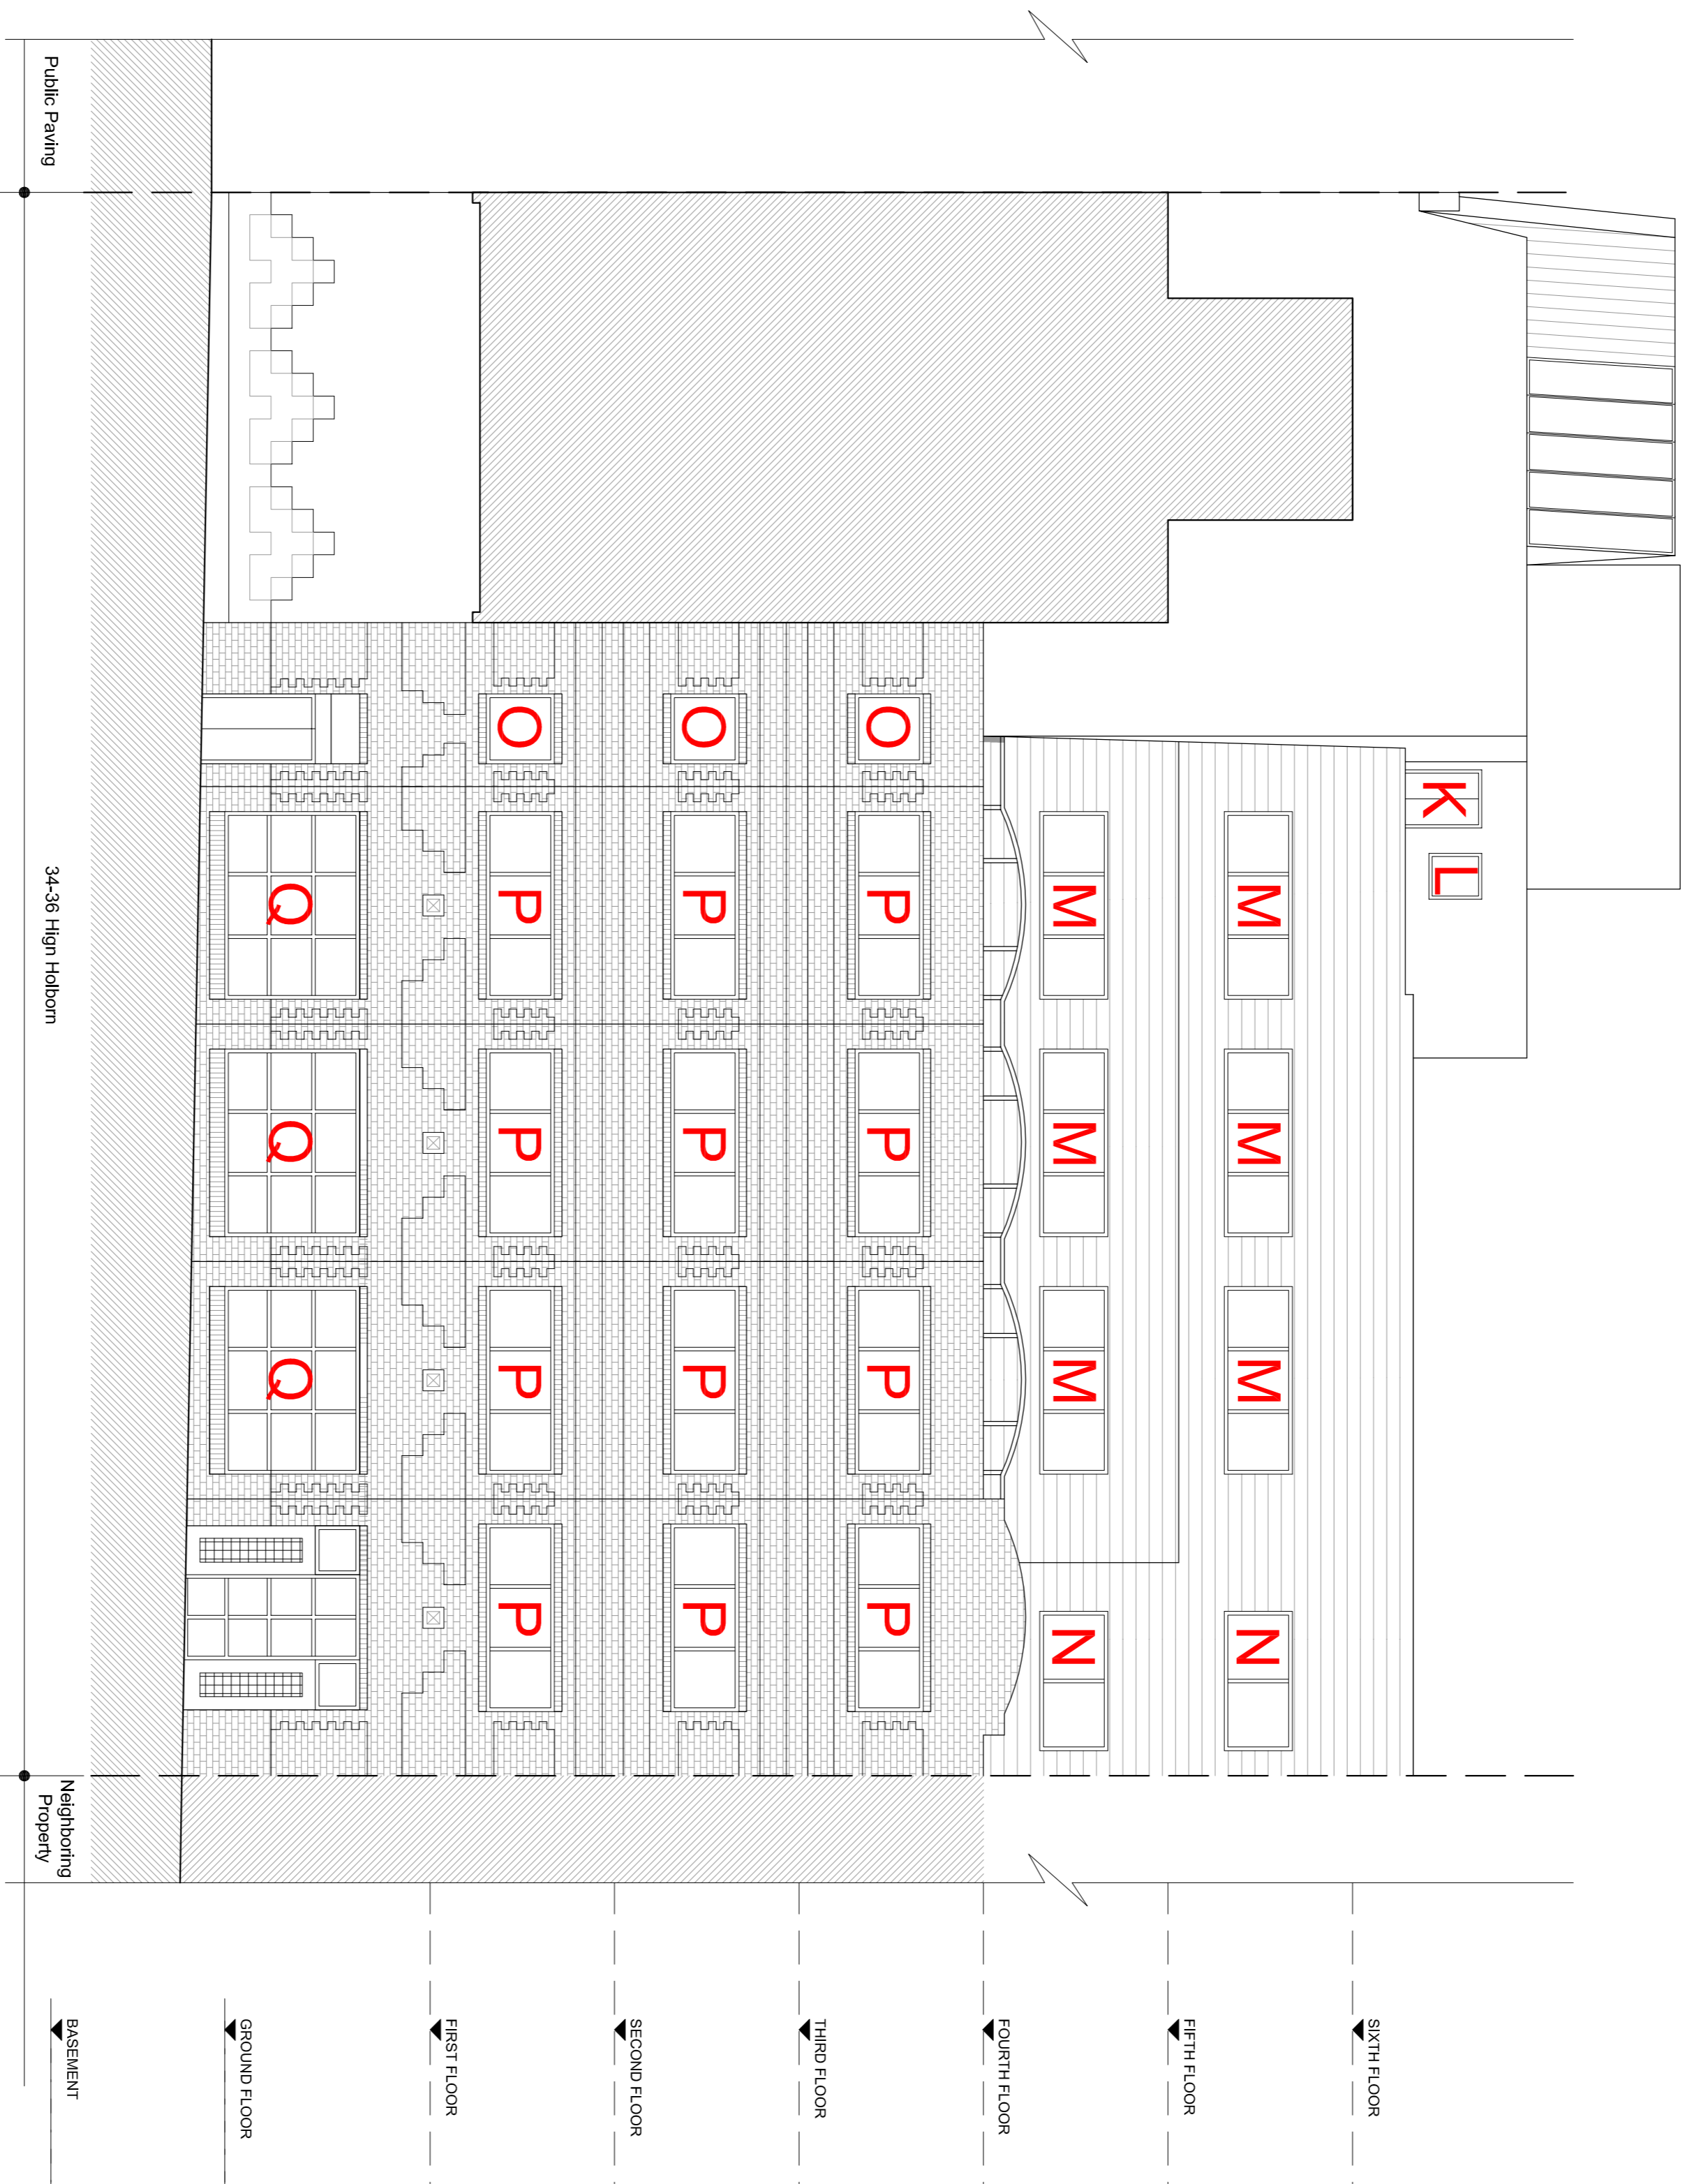 K L
SIXTH FLOOR
M M M N
FIFTH FLOOR
M M M N
FOURTH FLOOR
O P P P P
THIRD FLOOR
O P P P P
SECOND FLOOR
O P P P P
FIRST FLOOR
Q Q Q
GROUND FLOOR
BASEMENT
Public Paving
34-36 Hign Holborn
Neighboring
Property